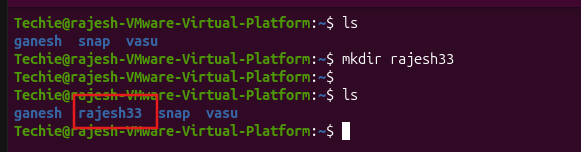 Techie@rajesh-VMware-Virtual-Platform:~$ ls
ganesh  snap  vasu
Techie@rajesh-VMware-Virtual-Platform:~$ mkdir rajesh33
Techie@rajesh-VMware-Virtual-Platform:~$
Techie@rajesh-VMware-Virtual-Platform:~$ ls
ganesh  rajesh33  snap  vasu
Techie@rajesh-VMware-Virtual-Platform:~$